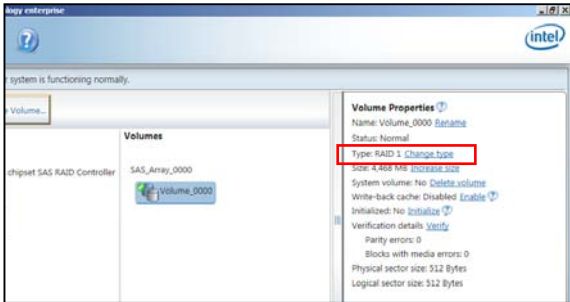 ology enterprise
intel
r system is functioning normally.
Volume...
Volumes
chipset SAS RAID Controller
SAS_Array_0000
Volume_0000
Volume Properties
Name: Volume_0000 Rename
Status: Normal
Type: RAID 1 Change type
Size: 4,468 MB Increase size
System volume: No Delete volume
Write-back cache: Disabled Enable
Initialized: No Initialize
Verification details Verify
Parity errors: 0
Blocks with media errors: 0
Physical sector size: 512 Bytes
Logical sector size: 512 Bytes